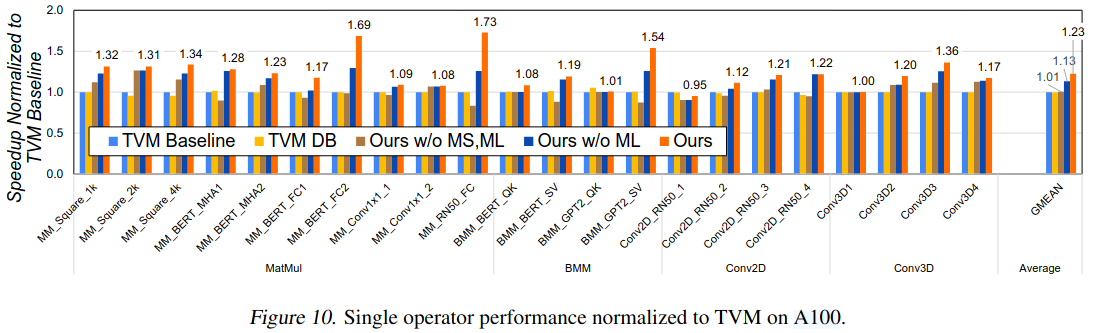 Speedup Normalized to
TVM Baseline
2.0
1.5
1.0
0.5
0.0
1.32
1.31
1.34
1.28
1.23
1.17
1.69
1.09
1.08
1.73
1.08
1.19
1.01
1.54
0.95
1.12
1.21
1.22
1.00
1.20
1.36
1.17
1.01
1.13
1.23
TVM Baseline
TVM DB
Ours w/o MS,ML
Ours w/o ML
Ours
MM_Square_1k
MM_Square_2k
MM_Square_4k
MM_BERT_MHA1
MM_BERT_MHA2
MM_BERT_FC1
MM_BERT_FC2
MM_Conv1x1_1
MM_Conv1x1_2
MM_RN50_FC
BMM_BERT_QK
BMM_BERT_SV
BMM_GPT2_QK
BMM_GPT2_SV
Conv2D_RN50_1
Conv2D_RN50_2
Conv2D_RN50_3
Conv2D_RN50_4
Conv3D1
Conv3D2
Conv3D3
Conv3D4
GMEAN
MatMul
BMM
Conv2D
Conv3D
Average
Figure 10. Single operator performance normalized to TVM on A100.